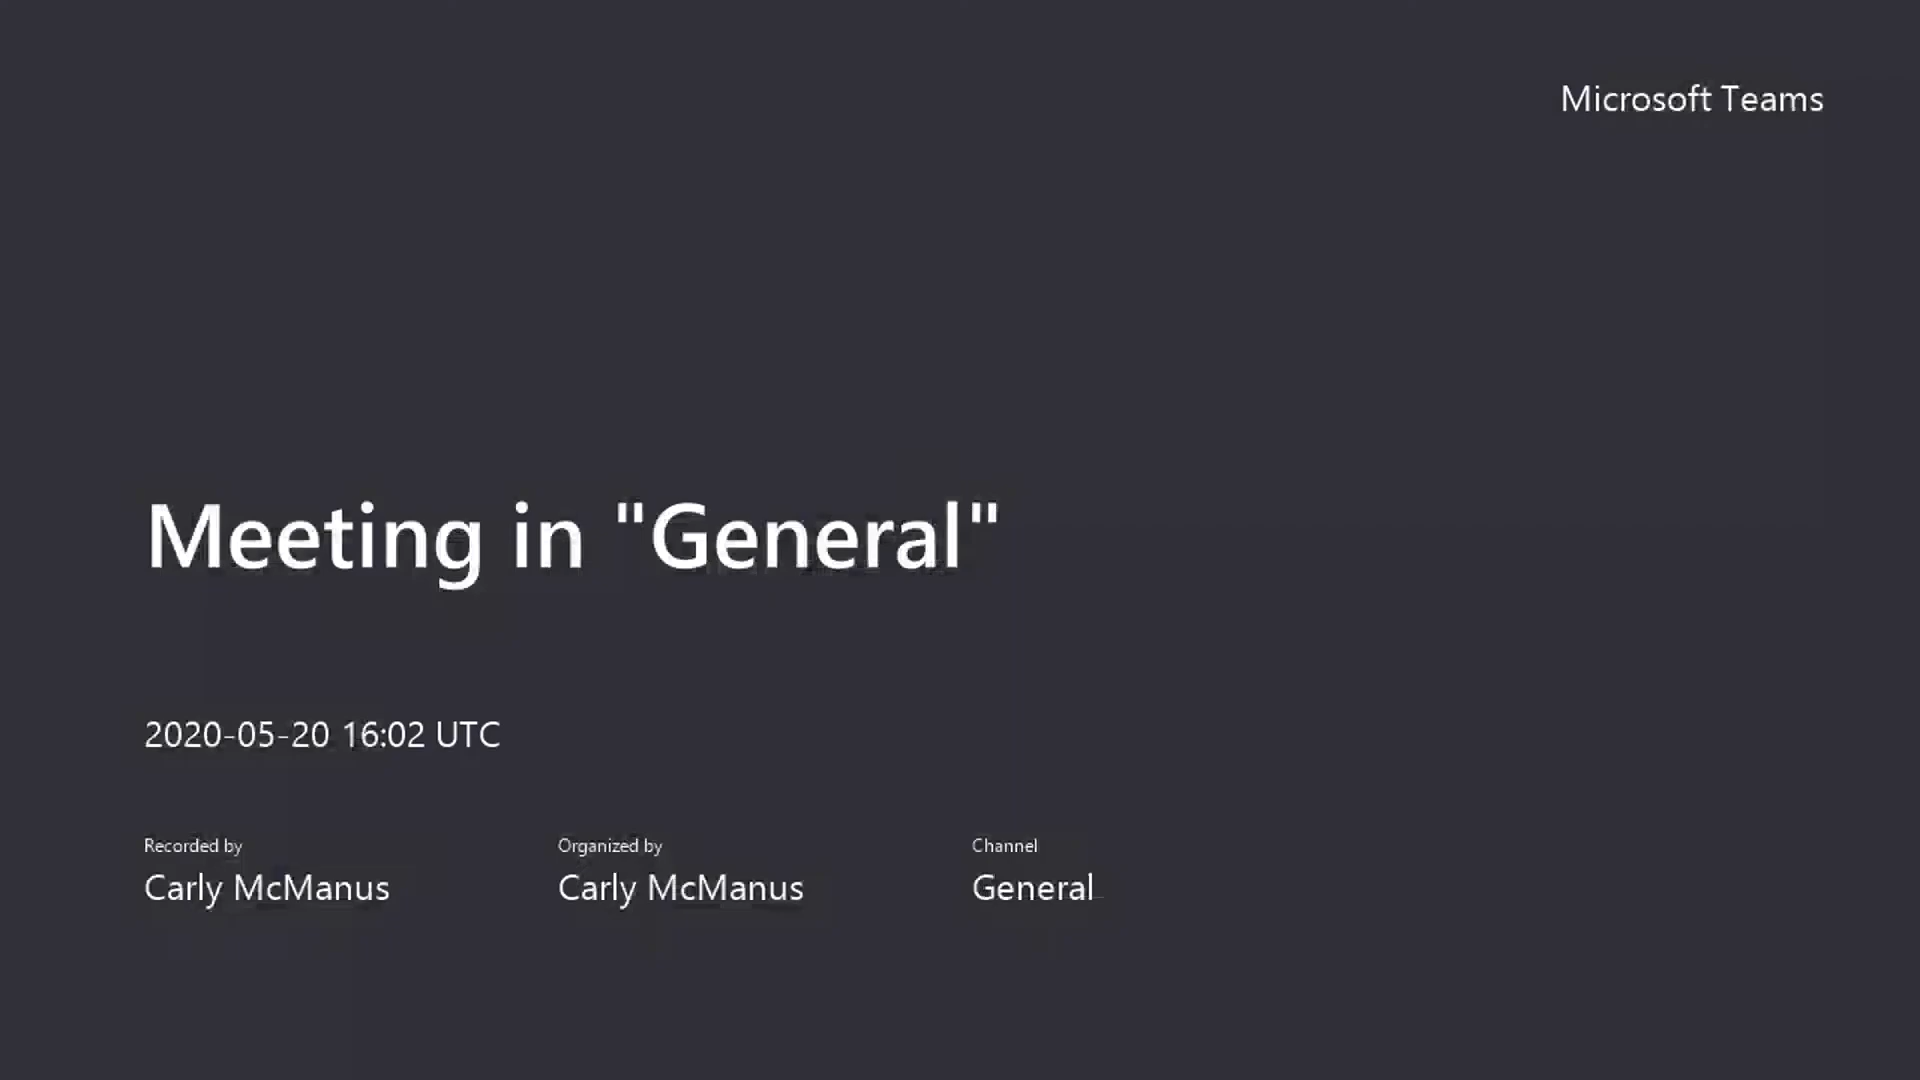 Microsoft Teams
Meeting in "General"
2020-05-20 16:02 UTC
Recorded by
Carly McManus
Organized by
Carly McManus
Channel
General